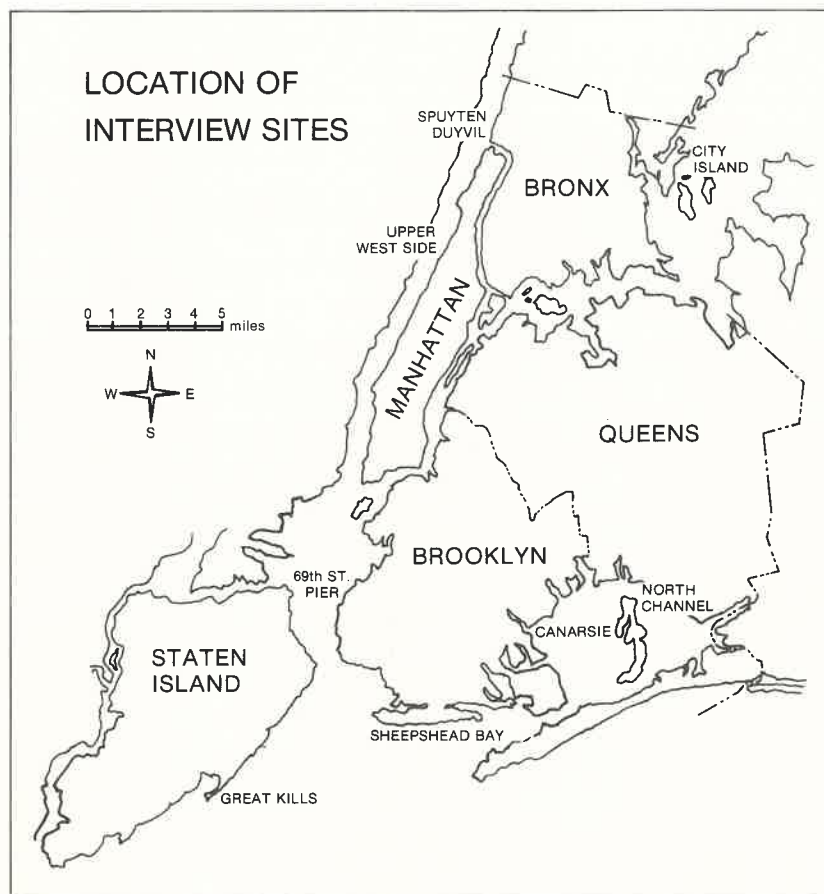 LOCATION OF
INTERVIEW SITES
SPUYTEN
DUYVIL
CITY
ISLAND
BRONX
UPPER
WEST SIDE
MANHATTAN
0 1 2 3 4 5
miles
N
W E
S
QUEENS
BROOKLYN
69th ST.
PIER
NORTH
CHANNEL
CANARSIE
STATEN
ISLAND
SHEEPSHEAD BAY
GREAT KILLS